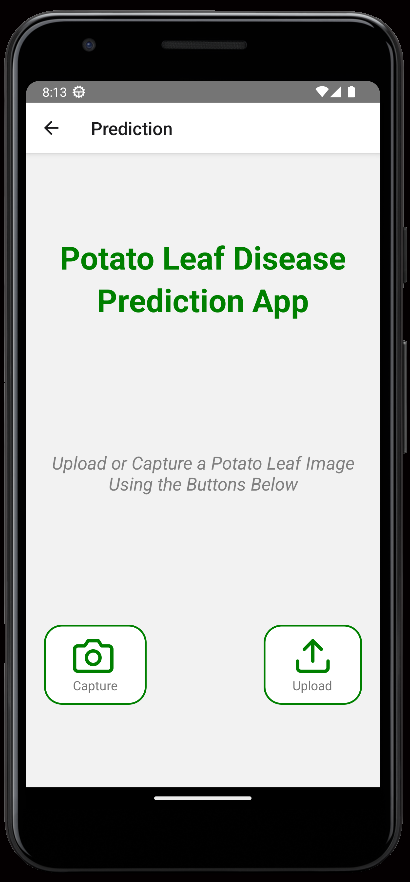 8:13
Prediction
Potato Leaf Disease
Prediction App
Upload or Capture a Potato Leaf Image
Using the Buttons Below
Capture
Upload